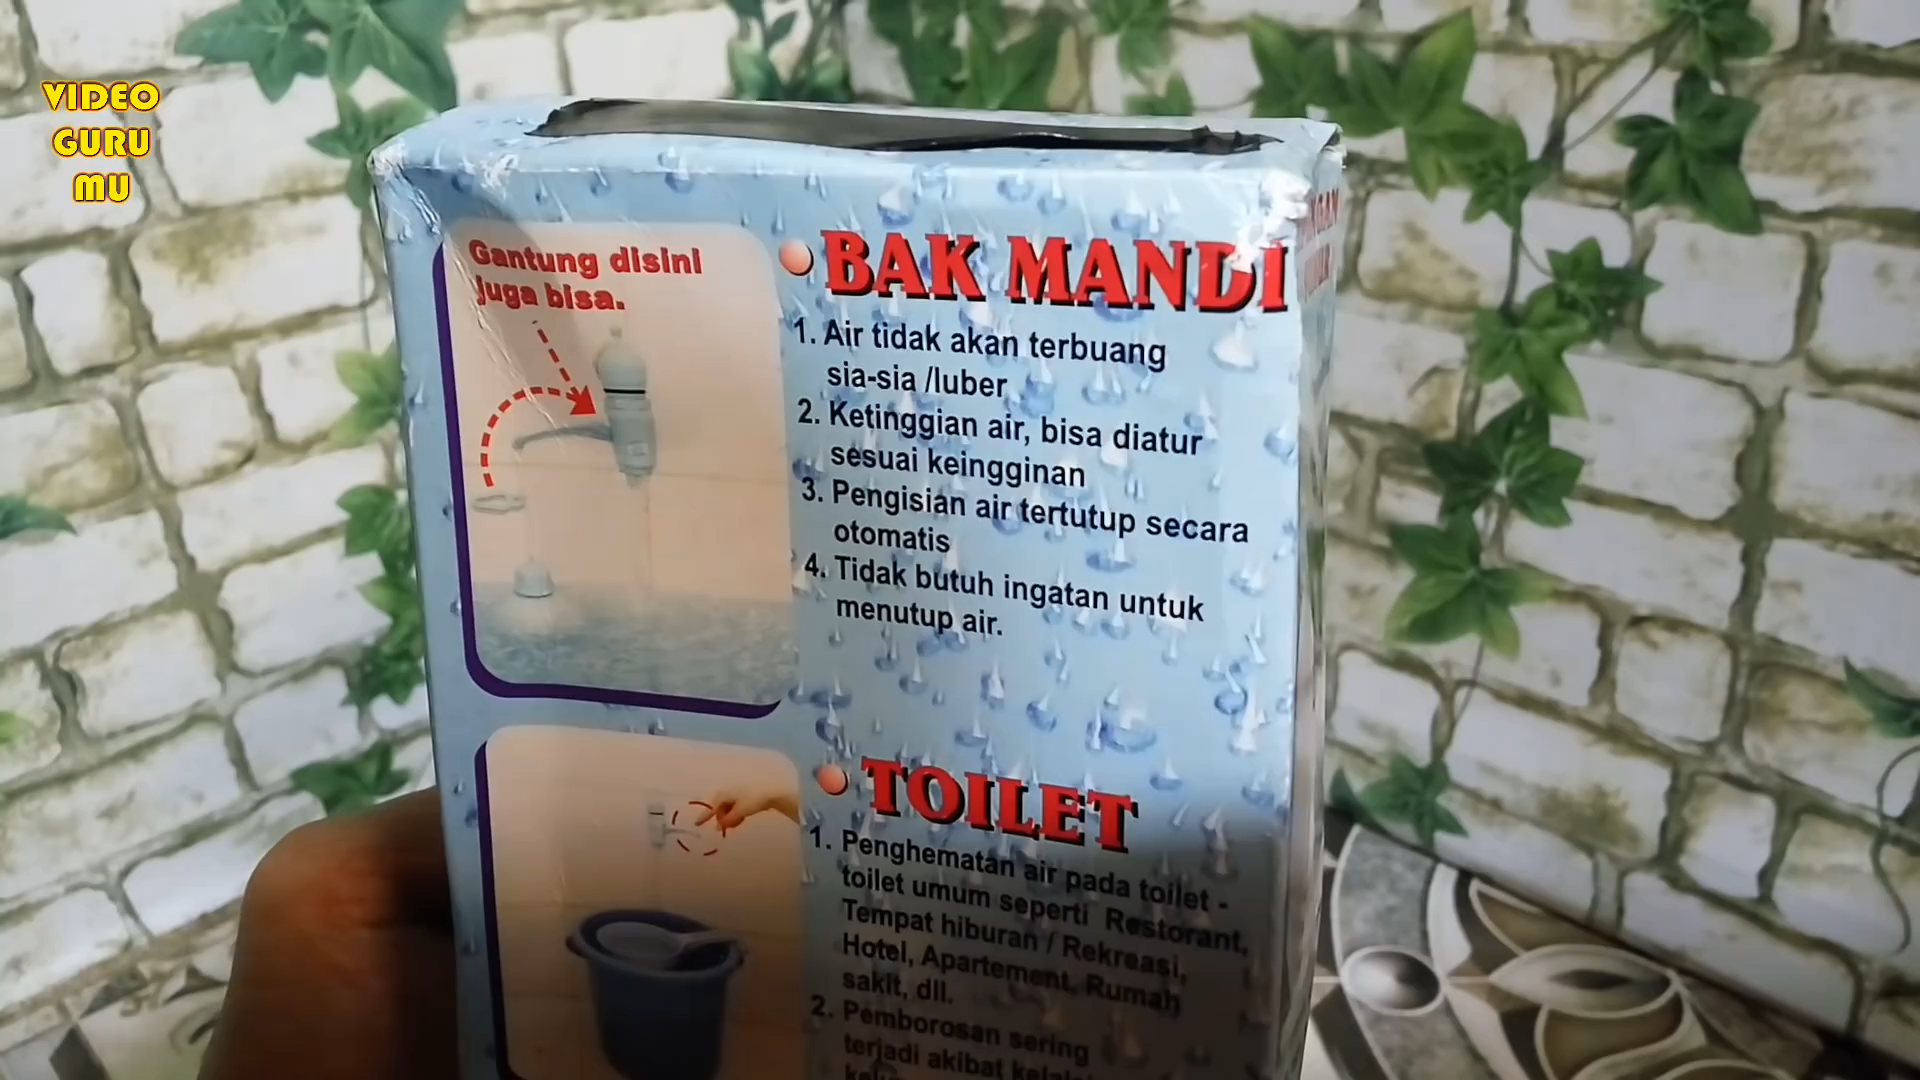 VIDEO
GURU
MU
Gantung disini
juga bisa.
BAK MANDI
1. Air tidak akan terbuang
sia-sia /luber
2. Ketinggian air, bisa diatur
sesuai keingginan
3. Pengisian air tertutup secara
otomatis
4. Tidak butuh ingatan untuk
menutup air.
TOILET
1. Penghematan air pada toilet -
toilet umum seperti Restorant,
Tempat hiburan / Rekreasi,
Hotel, Apartement, Rumah
sakit, dll.
2. Pemborosan sering
terjadi akibat